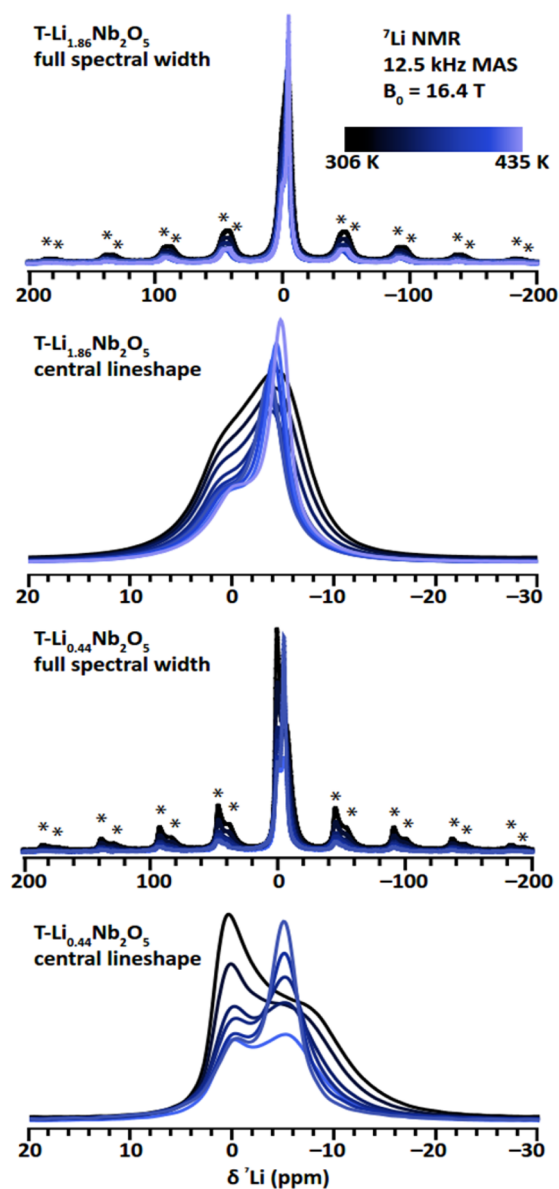 T-Li₁.₈₆Nb₂O₅
full spectral width
⁷Li NMR
12.5 kHz MAS
B₀ = 16.4 T
306 K 435 K
* * * * * * * * * * * * * * * *
200 100 0 −100 −200
T-Li₁.₈₆Nb₂O₅
central lineshape
20 10 0 −10 −20 −30
T-Li₀.₄₄Nb₂O₅
full spectral width
* * * * * * * * * * * * * * * *
200 100 0 −100 −200
T-Li₀.₄₄Nb₂O₅
central lineshape
20 10 0 −10 −20 −30
δ ⁷Li (ppm)